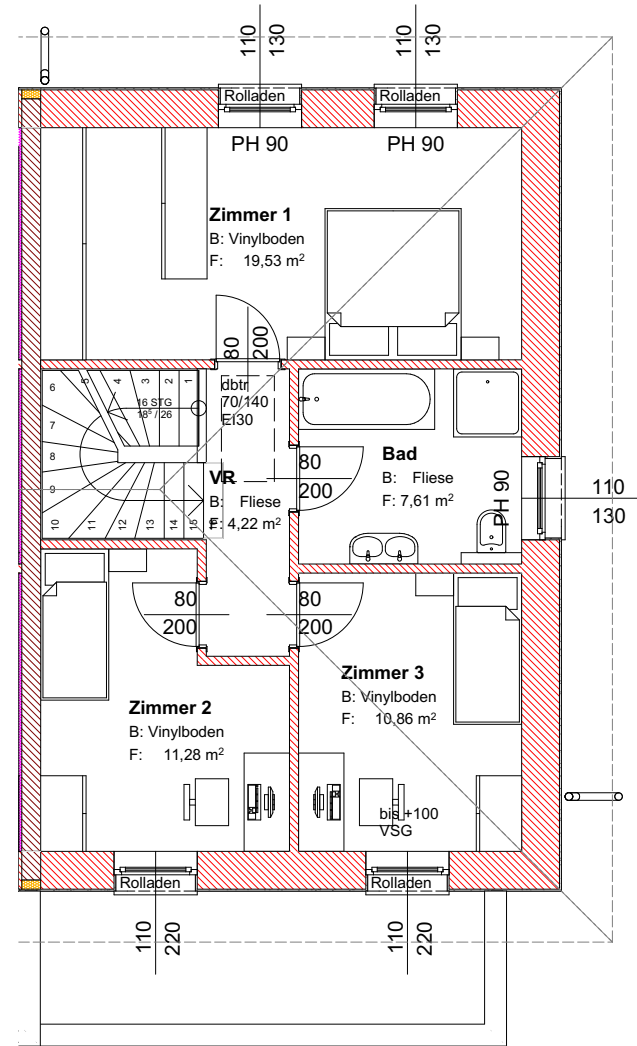 110
130
110
130
Rolladen
Rolladen
PH 90
PH 90
Zimmer 1
B: Vinylboden
F: 19,53 m²
80
200
dbtr
70/140
EI30
6
5
4
3
2
1
16 STG
18⁵ / 26
7
8
9
10
11
12
13
14
15
VR
B: Fliese
F: 4,22 m²
80
200
Bad
B: Fliese
F: 7,61 m²
PH 90
110
130
80
200
80
200
Zimmer 2
B: Vinylboden
F: 11,28 m²
Zimmer 3
B: Vinylboden
F: 10,86 m²
bis +100
VSG
Rolladen
Rolladen
110
220
110
220